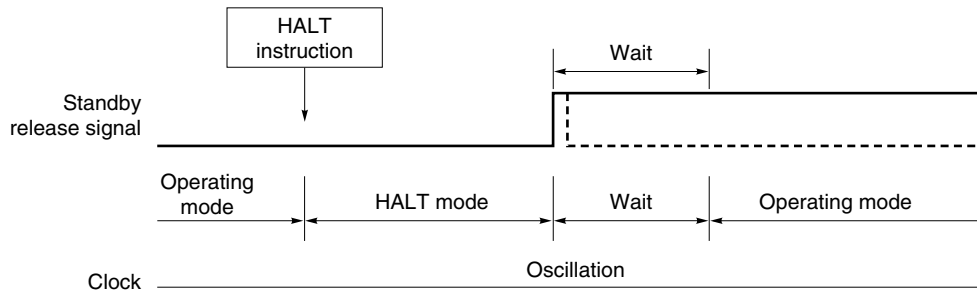 HALT
instruction
Wait
Standby
release signal
Operating
mode
HALT mode
Wait
Operating mode
Oscillation
Clock